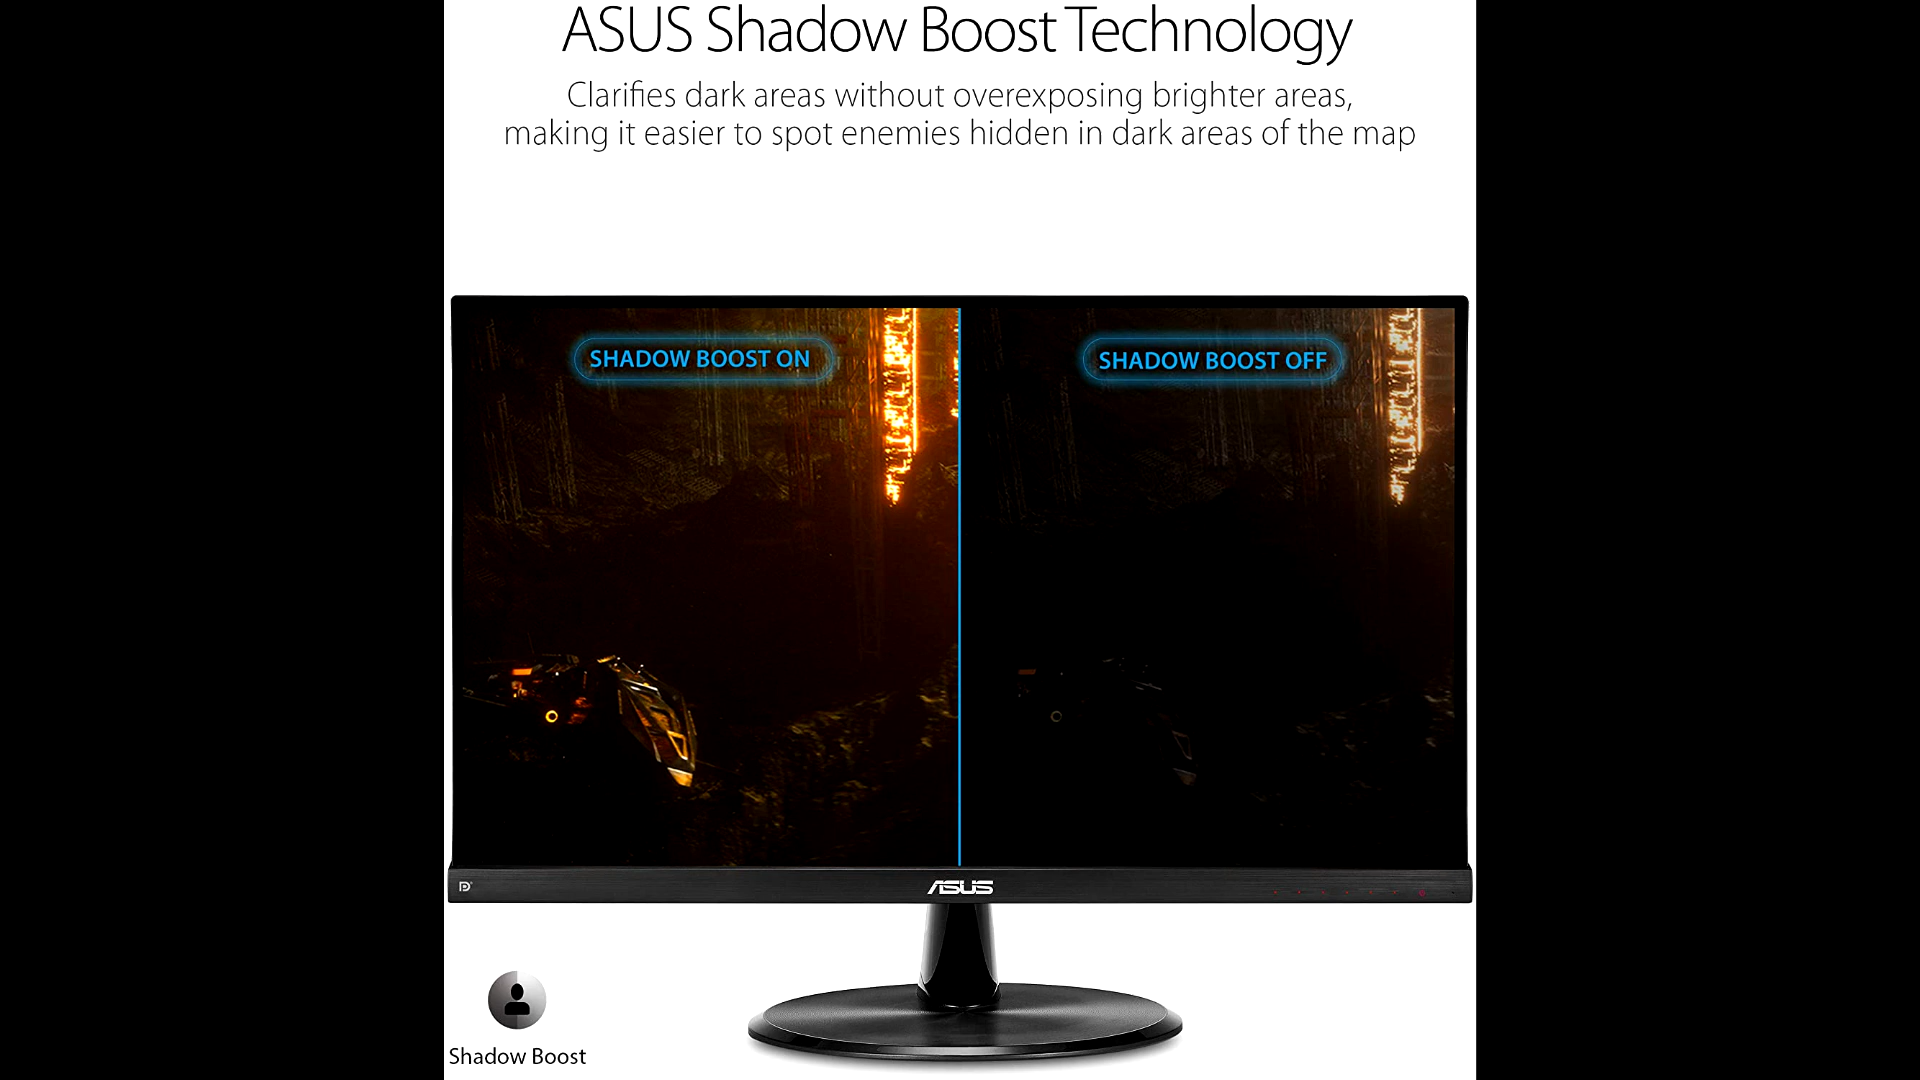 ASUS Shadow Boost Technology
Clarifies dark areas without overexposing brighter areas,
making it easier to spot enemies hidden in dark areas of the map
SHADOW BOOST ON
SHADOW BOOST OFF
ASUS
Shadow Boost